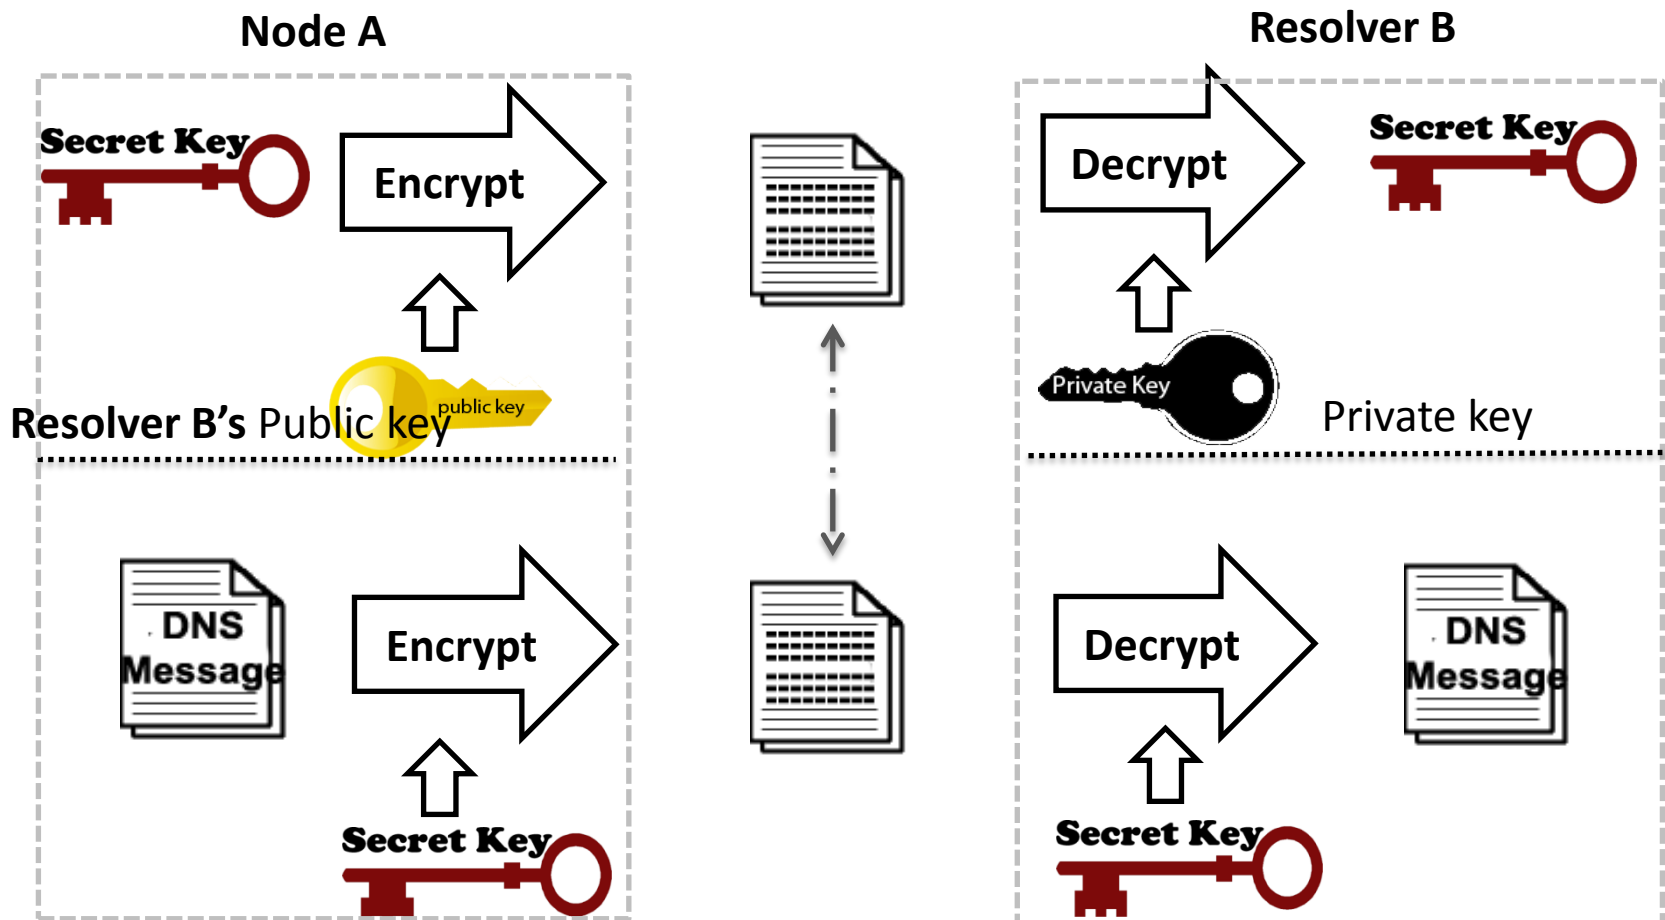 Node A
Resolver B
Secret Key
Encrypt
Decrypt
Secret Key
public key
Resolver B's Public key
Private Key
Private key
DNS
Message
Encrypt
Decrypt
DNS
Message
Secret Key
Secret Key